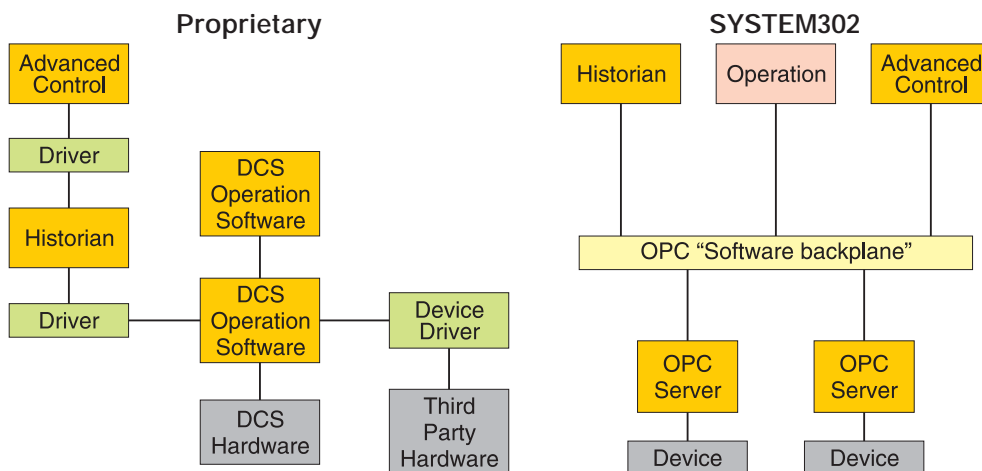 Proprietary
Advanced
Control
Driver
Historian
Driver
DCS
Operation
Software
DCS
Operation
Software
DCS
Hardware
Device
Driver
Third
Party
Hardware
SYSTEM302
Historian
Operation
Advanced
Control
OPC “Software backplane”
OPC
Server
OPC
Server
Device
Device